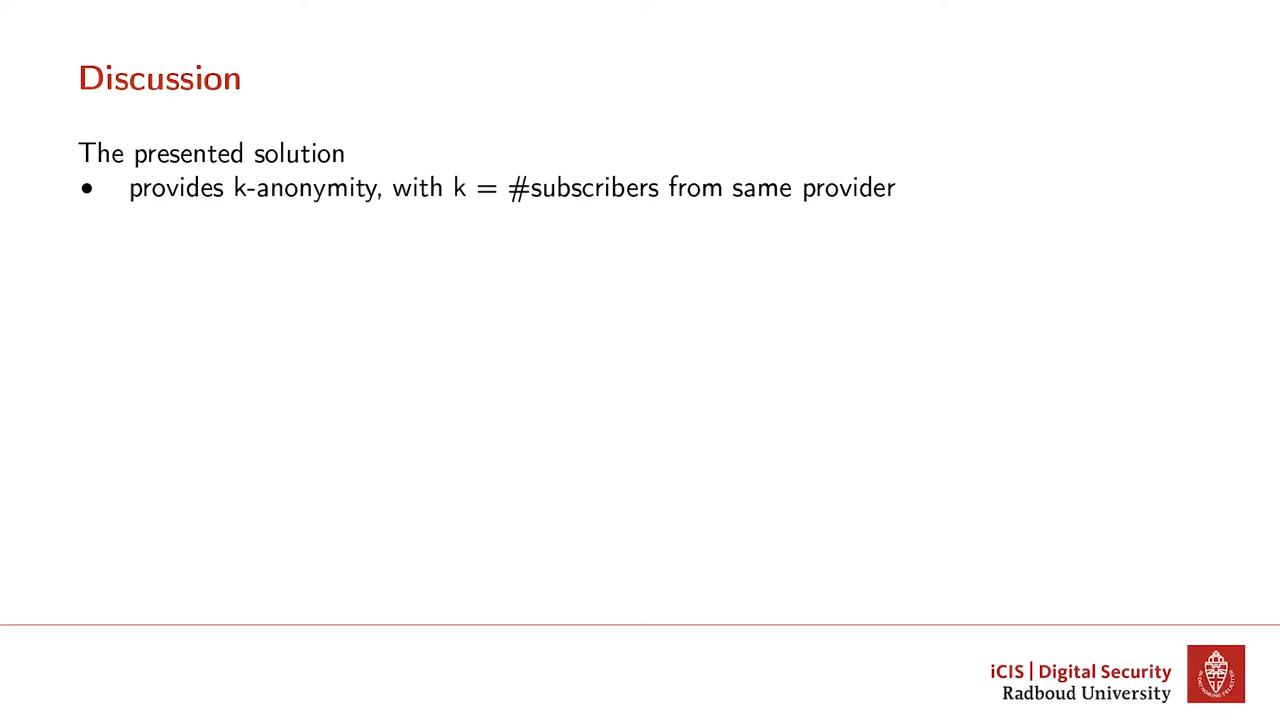 Discussion
The presented solution
• provides k-anonymity, with k = #subscribers from same provider
iCIS | Digital Security
Radboud University